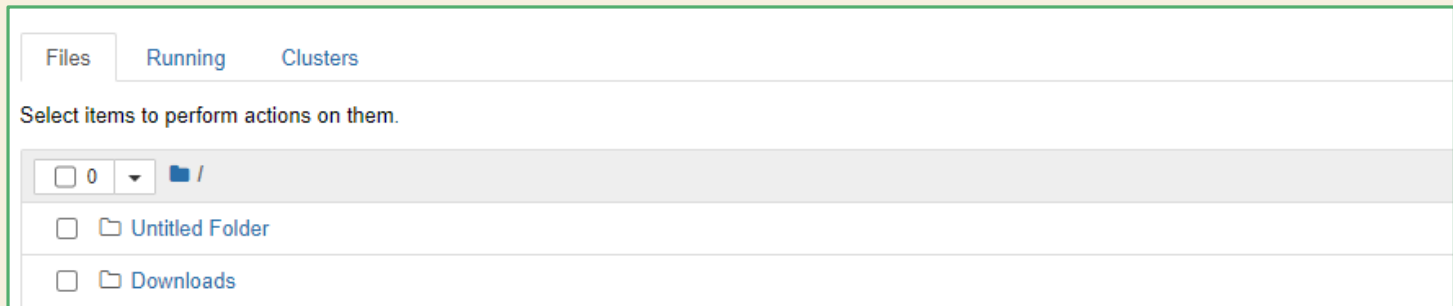 Files Running Clusters
Select items to perform actions on them.
0 /
Untitled Folder
Downloads